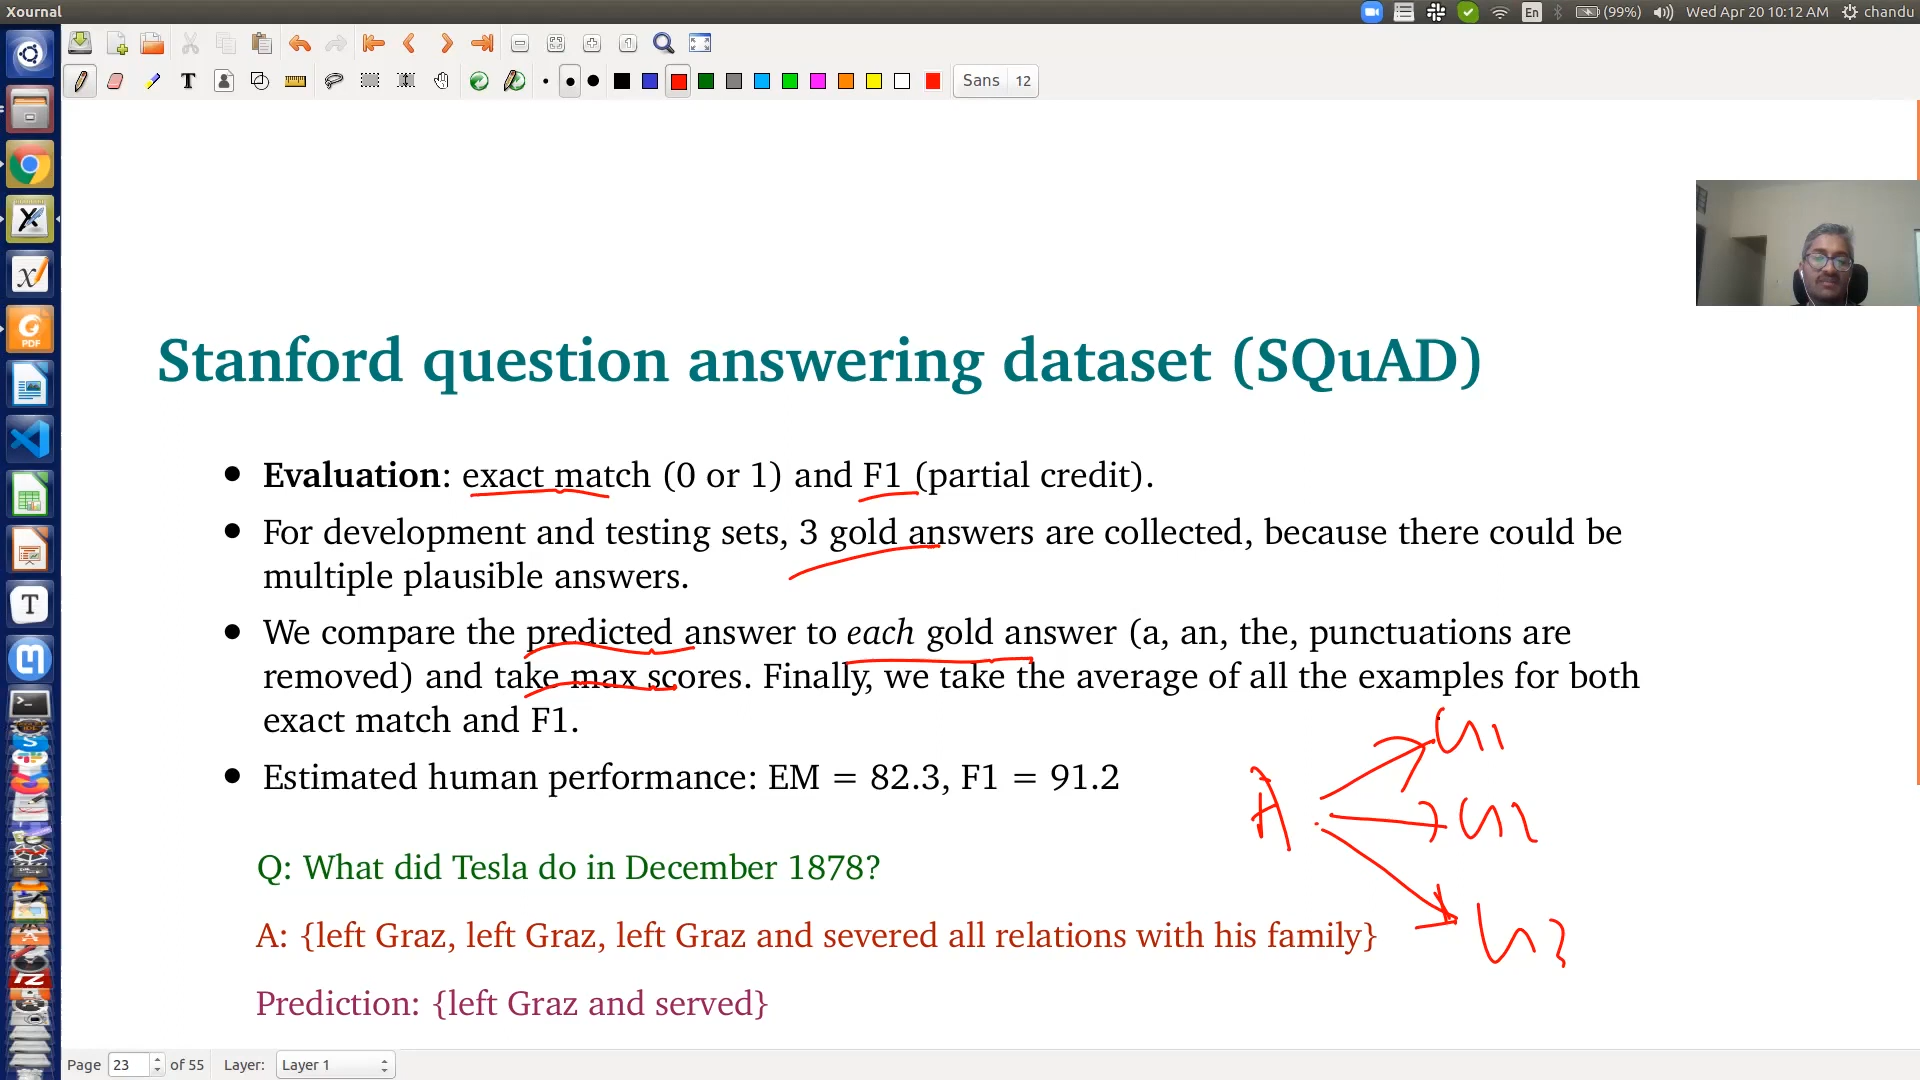 Xournal
En (99%) Wed Apr 20 10:12 AM chandu
Sans 12
Stanford question answering dataset (SQuAD)
• Evaluation: exact match (0 or 1) and F1 (partial credit).
• For development and testing sets, 3 gold answers are collected, because there could be
multiple plausible answers.
• We compare the predicted answer to each gold answer (a, an, the, punctuations are
removed) and take max scores. Finally, we take the average of all the examples for both
exact match and F1.
• Estimated human performance: EM = 82.3, F1 = 91.2
G1
A
G2
G3
Q: What did Tesla do in December 1878?
A: {left Graz, left Graz, left Graz and severed all relations with his family}
Prediction: {left Graz and served}
Page 23 of 55 Layer: Layer 1